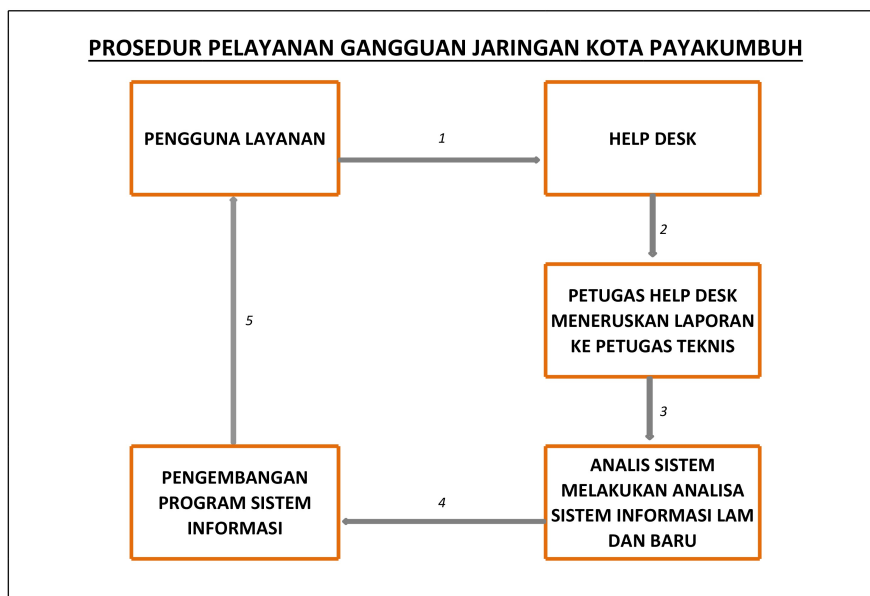 PROSEDUR PELAYANAN GANGGUAN JARINGAN KOTA PAYAKUMBUH
PENGGUNA LAYANAN
1
HELP DESK
2
PETUGAS HELP DESK
MENERUSKAN LAPORAN
KE PETUGAS TEKNIS
3
ANALIS SISTEM
MELAKUKAN ANALISA
SISTEM INFORMASI LAM
DAN BARU
4
PENGEMBANGAN
PROGRAM SISTEM
INFORMASI
5